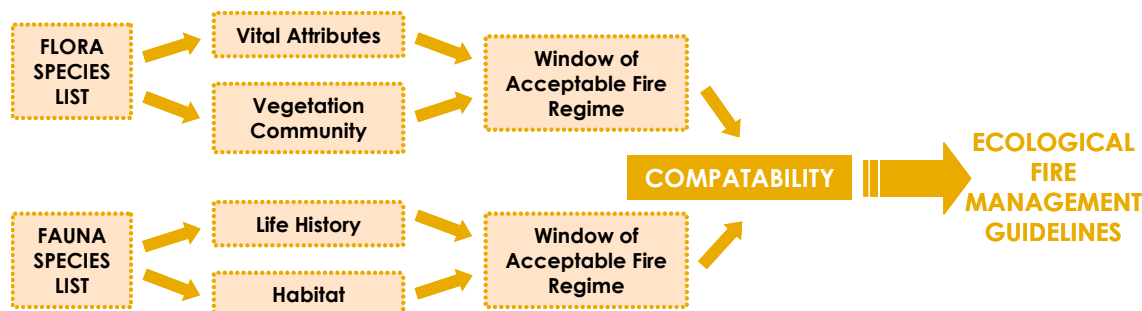 FLORA
SPECIES
LIST
Vital Attributes
Vegetation
Community
Window of
Acceptable Fire
Regime
COMPATABILITY
ECOLOGICAL
FIRE
MANAGEMENT
GUIDELINES
FAUNA
SPECIES
LIST
Life History
Habitat
Window of
Acceptable Fire
Regime